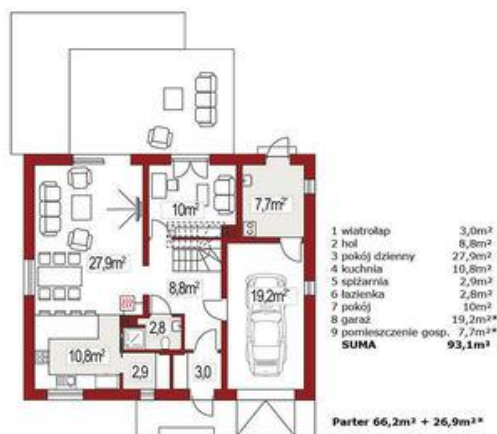 10m²
7,7m²
27,9m²
8,8m²
19,2m²
2,8
10,8m²
2,9
3,0
1 wiatrołap 3,0m²
2 hol 8,8m²
3 pokój dzienny 27,9m²
4 kuchnia 10,8m²
5 spiżarnia 2,9m²
6 łazienka 2,8m²
7 pokój 10m²
8 garaż 19,2m²*
9 pomieszczenie gosp. 7,7m²*
SUMA 93,1m²
Parter 66,2m² + 26,9m²*